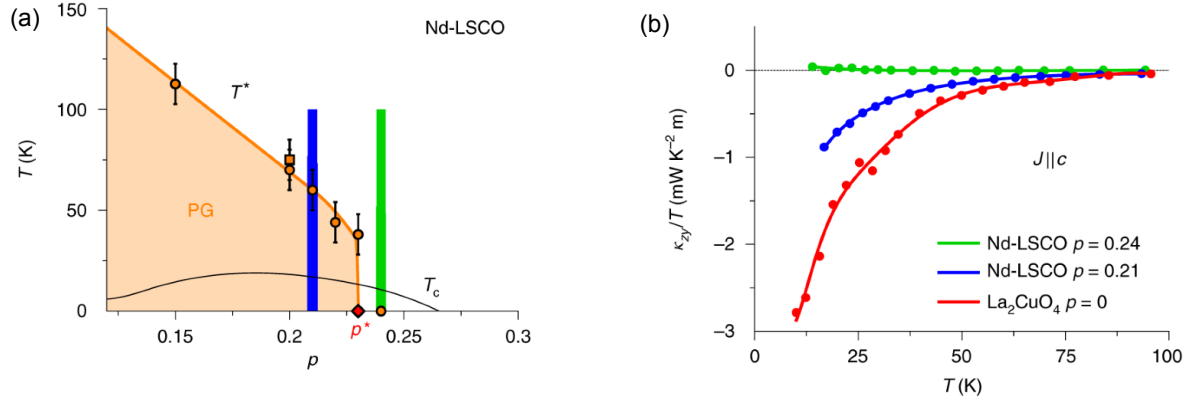 (a)
Nd-LSCO
T*
PG
Tc
p*
150
100
50
0
T (K)
0.15
0.2
0.25
0.3
p
(b)
0
–1
–2
–3
κzy/T (mW K⁻² m)
J||c
Nd-LSCO p = 0.24
Nd-LSCO p = 0.21
La₂CuO₄ p = 0
0
25
50
75
100
T (K)